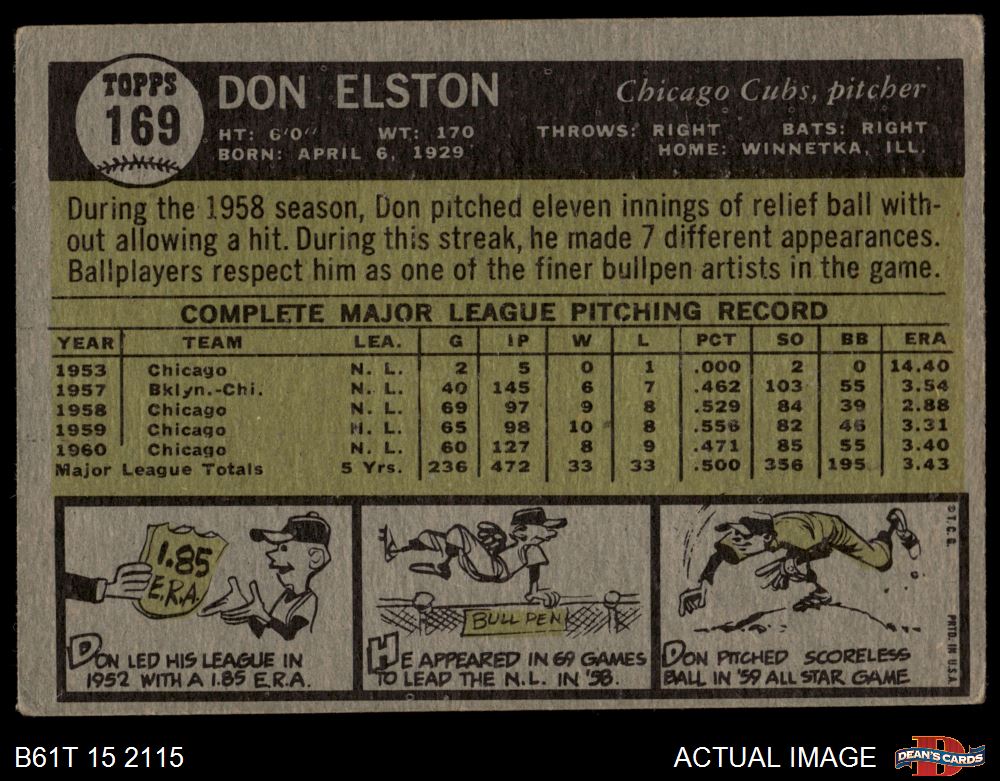 TOPPS
169
DON ELSTON
Chicago Cubs, pitcher
HT: 6'0" WT: 170 THROWS: RIGHT BATS: RIGHT
BORN: APRIL 6, 1929 HOME: WINNETKA, ILL.
During the 1958 season, Don pitched eleven innings of relief ball with-
out allowing a hit. During this streak, he made 7 different appearances.
Ballplayers respect him as one of the finer bullpen artists in the game.
COMPLETE MAJOR LEAGUE PITCHING RECORD
YEAR TEAM LEA. G IP W L PCT SO BB ERA
1953 Chicago N. L. 2 5 0 1 .000 2 0 14.40
1957 Bklyn.-Chi. N. L. 40 145 6 7 .462 103 55 3.54
1958 Chicago N. L. 69 97 9 8 .529 84 39 2.88
1959 Chicago N. L. 65 98 10 8 .556 82 46 3.31
1960 Chicago N. L. 60 127 8 9 .471 85 55 3.40
Major League Totals 5 Yrs. 236 472 33 33 .500 356 195 3.43
1.85
E.R.A.
DON LED HIS LEAGUE IN
1952 WITH A 1.85 E.R.A.
BULL PEN
HE APPEARED IN 69 GAMES
TO LEAD THE N.L. IN '58.
DON PITCHED SCORELESS
BALL IN '59 ALL STAR GAME
© T.C.G.
PRTD. IN U.S.A.
B61T 15 2115
ACTUAL IMAGE
DEAN'S CARDS